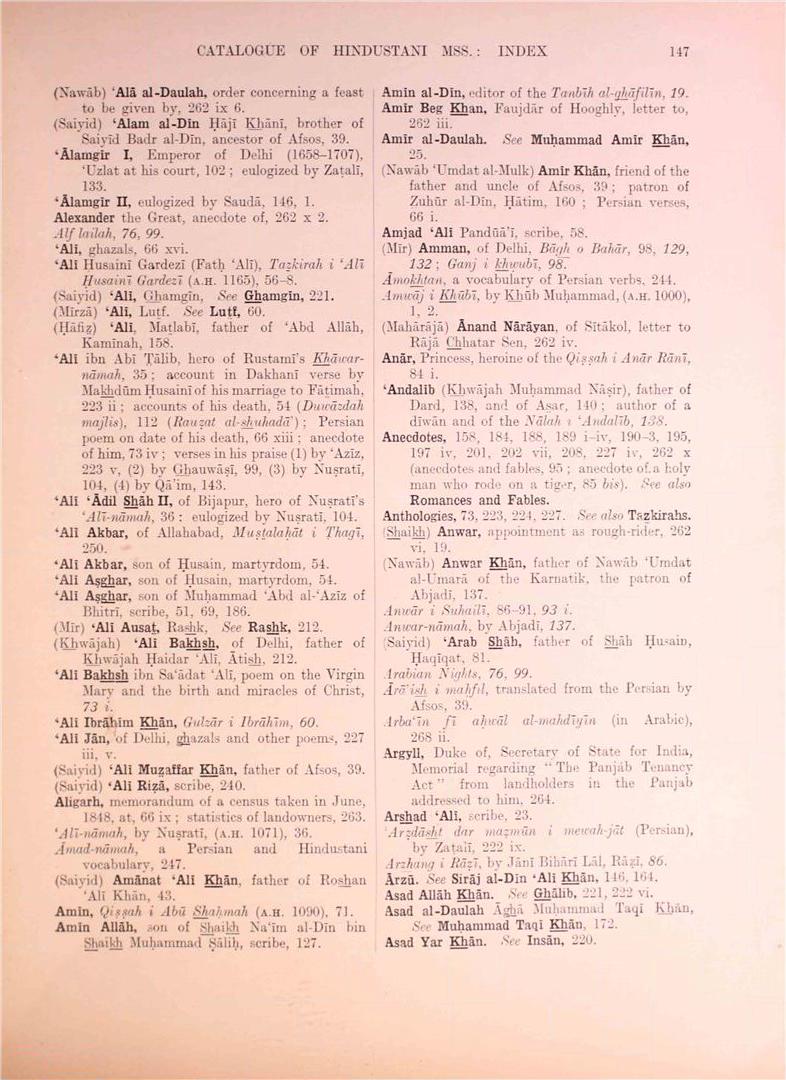 CATALOGUE OF HINDUSTANI MSS.: INDEX 147
(Nawāb) ‘Alā al-Daulah, order concerning a feast
to be given by, 262 ix 6.
(Saiyid) ‘Alam al-Dīn Ḥājī Khānī, brother of
Saiyid Badr al-Dīn, ancestor of Afsos, 39.
‘Ālamgīr I, Emperor of Delhi (1658–1707),
‘Uzlat at his court, 102; eulogized by Zaṭalī,
133.
‘Ālamgīr II, eulogized by Saudā, 146, 1.
Alexander the Great, anecdote of, 262 x 2.
Alf lailah, 76, 99.
‘Alī, ghazals, 66 xvi.
‘Alī Ḥusainī Gardezī (Fatḥ ‘Alī), Taẕkirah i ‘Alī
Ḥusainī Gardezī (A.H. 1165), 56–8.
(Saiyid) ‘Alī, Ghamgīn, See Ghamgīn, 221.
(Mīrzā) ‘Alī, Luṭf. See Luṭf, 60.
(Ḥāfiẓ) ‘Alī, Maṭlabī, father of ‘Abd Allāh,
Kamīnah, 158.
‘Alī ibn Abī Ṭālib, hero of Rustamī's Khāwar-
nāmah, 35; account in Dakhanī verse by
Makhdūm Ḥusainī of his marriage to Fāṭimah,
223 ii; accounts of his death, 54 (Duwāzdah
majlis), 112 (Rauẓat al-shuhadā’); Persian
poem on date of his death, 66 xiii; anecdote
of him, 73 iv; verses in his praise (1) by ‘Azīz,
223 v, (2) by Ghauwāṣī, 99, (3) by Nuṣratī,
104, (4) by Qā’im, 143.
‘Alī ‘Ādil Shāh II, of Bijapur, hero of Nuṣratī's
‘Alī-nāmah, 36: eulogized by Nuṣratī, 104.
‘Alī Akbar, of Allahabad, Muṣṭalaḥāt i Ṭhagī,
250.
‘Alī Akbar, son of Ḥusain, martyrdom, 54.
‘Alī Aṣghar, son of Ḥusain, martyrdom, 54.
‘Alī Aṣghar, son of Muḥammad ‘Abd al-‘Azīz of
Bhitrī, scribe, 51, 69, 186.
(Mīr) ‘Alī Ausaṭ, Rashk, See Rashk, 212.
(Khwājah) ‘Alī Bakhsh, of Delhi, father of
Khwājah Ḥaidar ‘Alī, Ātish, 212.
‘Alī Bakhsh ibn Sa‘ādat ‘Alī, poem on the Virgin
Mary and the birth and miracles of Christ,
73 i.
‘Alī Ibrāhīm Khān, Gulzār i Ibrāhīm, 60.
‘Alī Jān, of Delhi, ghazals and other poems, 227
iii, v.
(Saiyid) ‘Alī Muẓaffar Khān, father of Afsos, 39.
(Saiyid) ‘Alī Riẓā, scribe, 240.
Aligarh, memorandum of a census taken in June,
1848, at, 66 ix; statistics of landowners, 263.
‘Alī-nāmah, by Nuṣratī, (A.H. 1071), 36.
Āmad-nāmah, a Persian and Hindustani
vocabulary, 247.
(Saiyid) Amānat ‘Alī Khān, father of Roshan
‘Alī Khān, 43.
Amīn, Qiṣṣah i Abū Shaḥmah (A.H. 1090), 71.
Amīn Allāh, son of Shaikh Na‘īm al-Dīn bin
Shaikh Muḥammad Ṣāliḥ, scribe, 127.
Amīn al-Dīn, editor of the Tanbīh al-ghāfilīn, 19.
Amīr Beg Khan, Faujdār of Hooghly, letter to,
262 iii.
Amīr al-Daulah. See Muḥammad Amīr Khān,
25.
(Nawāb ‘Umdat al-Mulk) Amīr Khān, friend of the
father and uncle of Afsos, 39; patron of
Zuhūr al-Dīn, Ḥātim, 160; Persian verses,
66 i.
Amjad ‘Alī Panḍūā’ī, scribe, 58.
(Mīr) Amman, of Delhi, Bāgh o Bahār, 98, 129,
132; Ganj i khwubī, 98.
Āmokhtan, a vocabulary of Persian verbs, 244.
Amwāj i Khūbī, by Khūb Muḥammad, (A.H. 1000),
1, 2.
(Mahārājā) Ānand Nārāyan, of Sītākol, letter to
Rājā Chhatar Sen, 262 iv.
Anār, Princess, heroine of the Qiṣṣah i Anār Rānī,
84 i.
‘Andalīb (Khwājah Muḥammad Nāṣir), father of
Dard, 138, and of Aṣar, 140; author of a
dīwān and of the Nālah i ‘Andalīb, 138.
Anecdotes, 158, 184, 188, 189 i–iv, 190–3, 195,
197 iv, 201, 202 vii, 208, 227 iv, 262 x
(anecdotes and fables, 95; anecdote of a holy
man who rode on a tiger, 85 bis). See also
Romances and Fables.
Anthologies, 73, 223, 224, 227. See also Taẕkirahs.
(Shaikh) Anwar, appointment as rough-rider, 262
vi, 19.
(Nawāb) Anwar Khān, father of Nawāb ‘Umdat
al-Umarā of the Karnatik, the patron of
Abjadī, 137.
Anwār i Suhailī, 86–91, 93 i.
Anwar-nāmah, by Abjadī, 137.
(Saiyid) ‘Arab Shāh, father of Shāh Ḥusain,
Ḥaqīqat, 81.
Arabian Nights, 76, 99.
Ārā’ish i maḥfil, translated from the Persian by
Afsos, 39.
Arba‘īn fī aḥwāl al-mahdīyīn (in Arabic),
268 ii.
Argyll, Duke of, Secretary of State for India,
Memorial regarding “The Panjāb Tenancy
Act” from landholders in the Panjab
addressed to him, 264.
Arshad ‘Alī, scribe, 23.
‘Arẓdāsht dar maẓmūn i mewah-jāt (Persian),
by Zaṭalī, 222 ix.
Arzhang i Rāẓī, by Jānī Bihārī Lāl, Rāẓī, 86.
Ārzū. See Sirāj al-Dīn ‘Alī Khān, 146, 164.
Asad Allāh Khān. See Ghālib, 221, 222 vi.
Asad al-Daulah Āghā Muḥammad Taqī Khān,
See Muḥammad Taqī Khān, 172.
Asad Yar Khān. See Insān, 220.